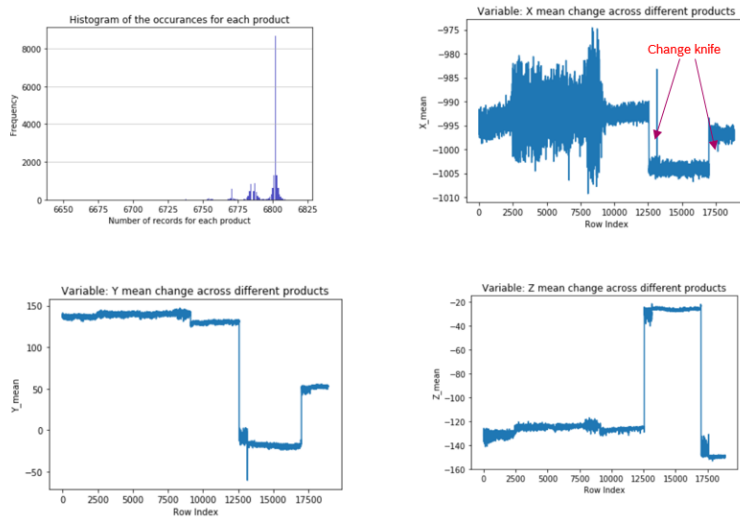 Histogram of the occurances for each product
8000
6000
4000
2000
0
Frequency
6650 6675 6700 6725 6750 6775 6800 6825
Number of records for each product
Variable: X mean change across different products
−975
−980
−985
−990
−995
−1000
−1005
−1010
X_mean
Change knife
0 2500 5000 7500 10000 12500 15000 17500
Row Index
Variable: Y mean change across different products
150
100
50
0
−50
Y_mean
0 2500 5000 7500 10000 12500 15000 17500
Row Index
Variable: Z mean change across different products
−20
−40
−60
−80
−100
−120
−140
−160
Z_mean
0 2500 5000 7500 10000 12500 15000 17500
Row Index